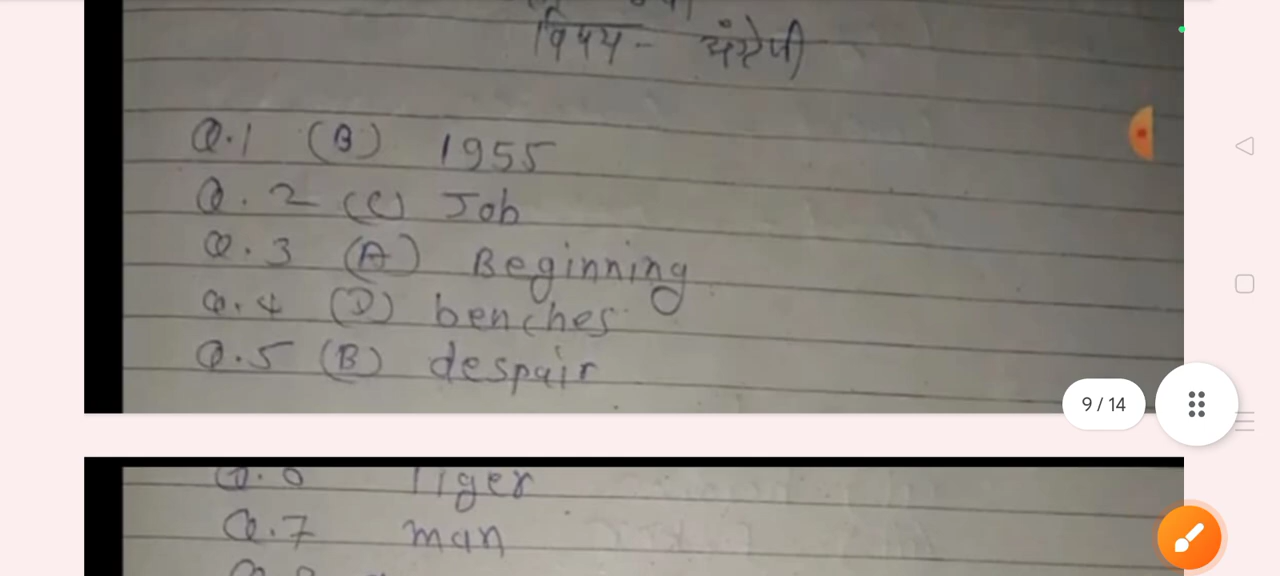 विषय - अंग्रेजी
Q.1 (B) 1955
Q.2 (C) Job
Q.3 (A) Beginning
Q.4 (D) benches
Q.5 (B) despair
9 / 14
Tiger
Q.7 man